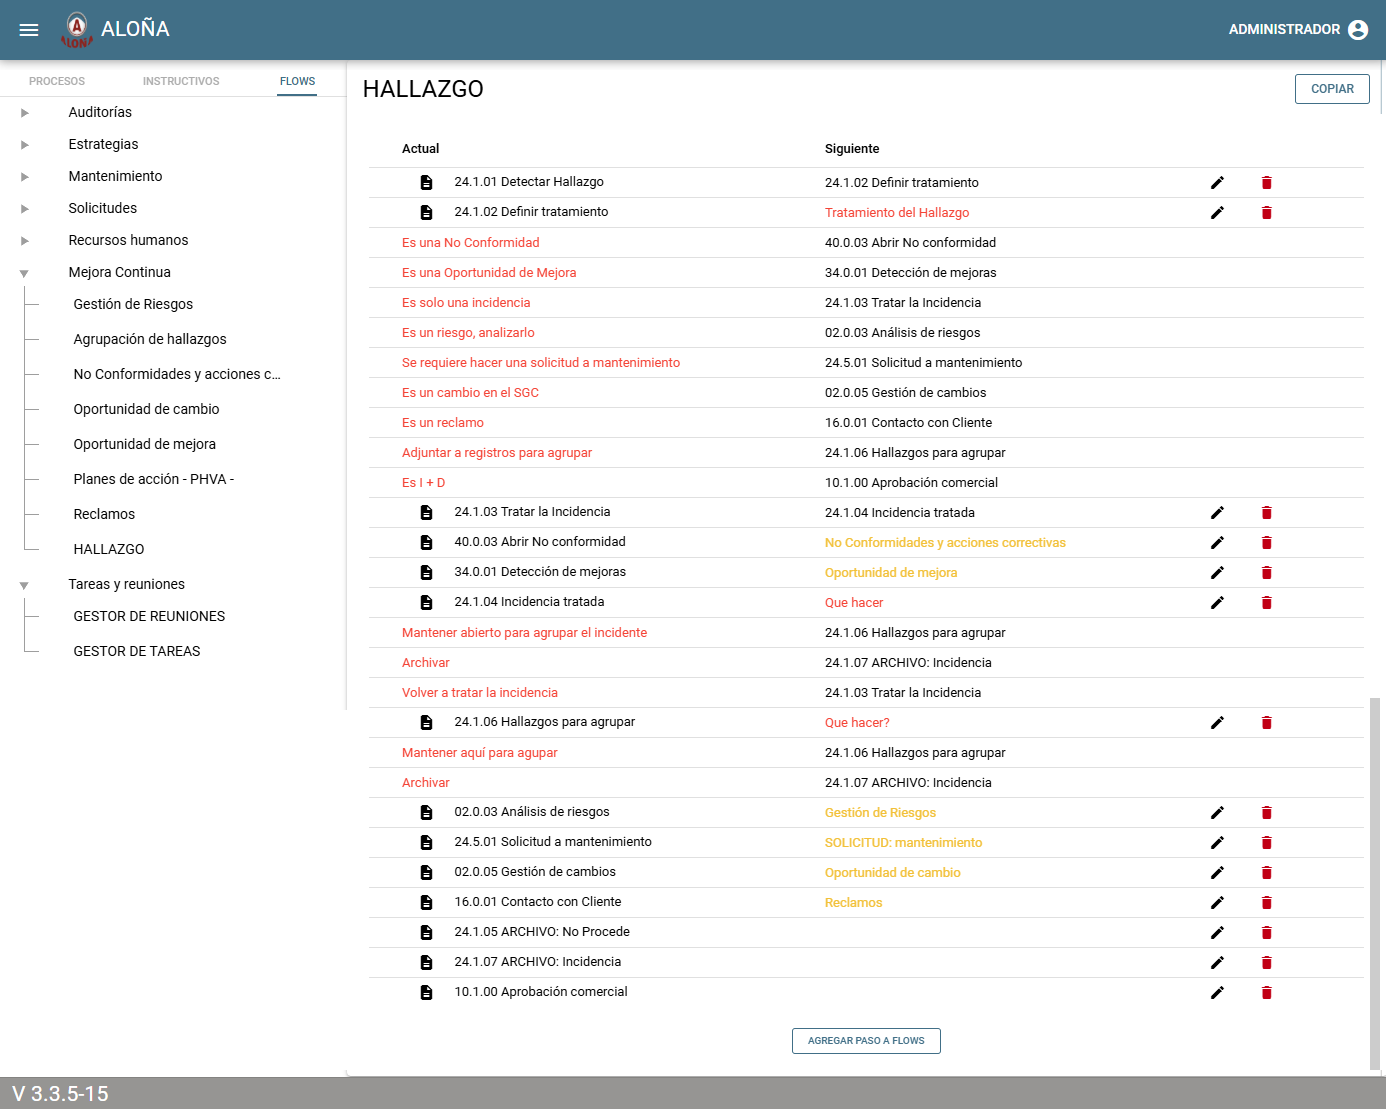 ALOÑA
ALOÑA
ADMINISTRADOR
PROCESOS INSTRUCTIVOS FLOWS
Auditorías
Estrategias
Mantenimiento
Solicitudes
Recursos humanos
Mejora Continua
Gestión de Riesgos
Agrupación de hallazgos
No Conformidades y acciones c...
Oportunidad de cambio
Oportunidad de mejora
Planes de acción - PHVA -
Reclamos
HALLAZGO
Tareas y reuniones
GESTOR DE REUNIONES
GESTOR DE TAREAS
HALLAZGO
COPIAR
Actual Siguiente
24.1.01 Detectar Hallazgo 24.1.02 Definir tratamiento
24.1.02 Definir tratamiento Tratamiento del Hallazgo
Es una No Conformidad 40.0.03 Abrir No conformidad
Es una Oportunidad de Mejora 34.0.01 Detección de mejoras
Es solo una incidencia 24.1.03 Tratar la Incidencia
Es un riesgo, analizarlo 02.0.03 Análisis de riesgos
Se requiere hacer una solicitud a mantenimiento 24.5.01 Solicitud a mantenimiento
Es un cambio en el SGC 02.0.05 Gestión de cambios
Es un reclamo 16.0.01 Contacto con Cliente
Adjuntar a registros para agrupar 24.1.06 Hallazgos para agrupar
Es I + D 10.1.00 Aprobación comercial
24.1.03 Tratar la Incidencia 24.1.04 Incidencia tratada
40.0.03 Abrir No conformidad No Conformidades y acciones correctivas
34.0.01 Detección de mejoras Oportunidad de mejora
24.1.04 Incidencia tratada Que hacer
Mantener abierto para agrupar el incidente 24.1.06 Hallazgos para agrupar
Archivar 24.1.07 ARCHIVO: Incidencia
Volver a tratar la incidencia 24.1.03 Tratar la Incidencia
24.1.06 Hallazgos para agrupar Que hacer?
Mantener aquí para agupar 24.1.06 Hallazgos para agrupar
Archivar 24.1.07 ARCHIVO: Incidencia
02.0.03 Análisis de riesgos Gestión de Riesgos
24.5.01 Solicitud a mantenimiento SOLICITUD: mantenimiento
02.0.05 Gestión de cambios Oportunidad de cambio
16.0.01 Contacto con Cliente Reclamos
24.1.05 ARCHIVO: No Procede
24.1.07 ARCHIVO: Incidencia
10.1.00 Aprobación comercial
AGREGAR PASO A FLOWS
V 3.3.5-15